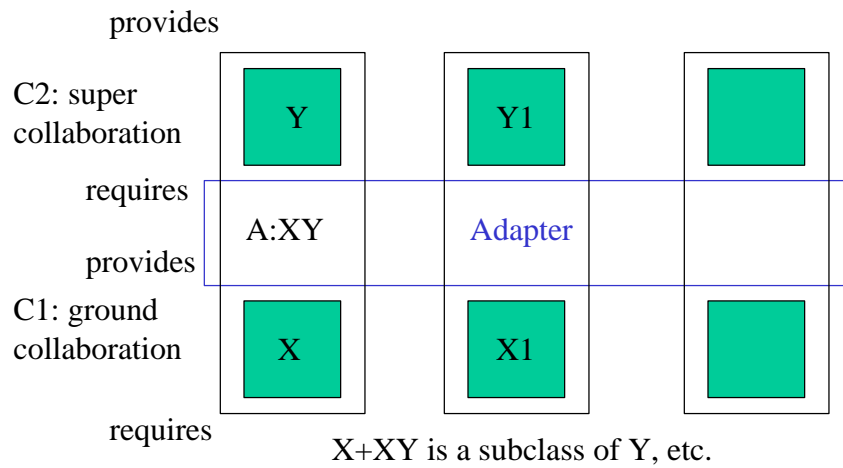 provides
C2: super
collaboration
Y
Y1
requires
A:XY
Adapter
provides
C1: ground
collaboration
X
X1
requires
X+XY is a subclass of Y, etc.